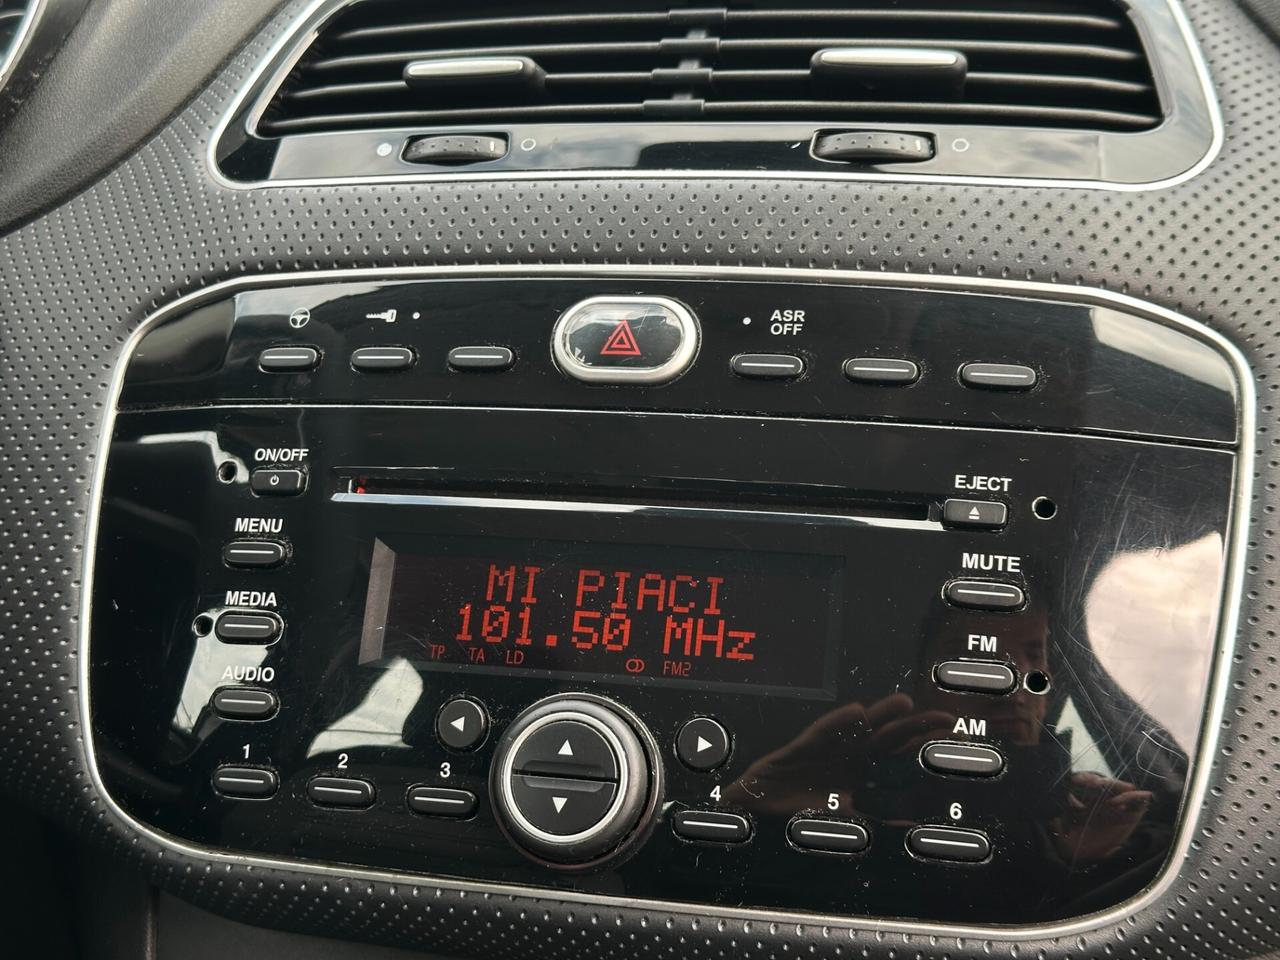 ASR
OFF
ON/OFF
EJECT
MENU
MUTE
MEDIA
MI PIACI
101.50 MHz
TP TA LD FM2
FM
AUDIO
AM
1
2
3
4
5
6